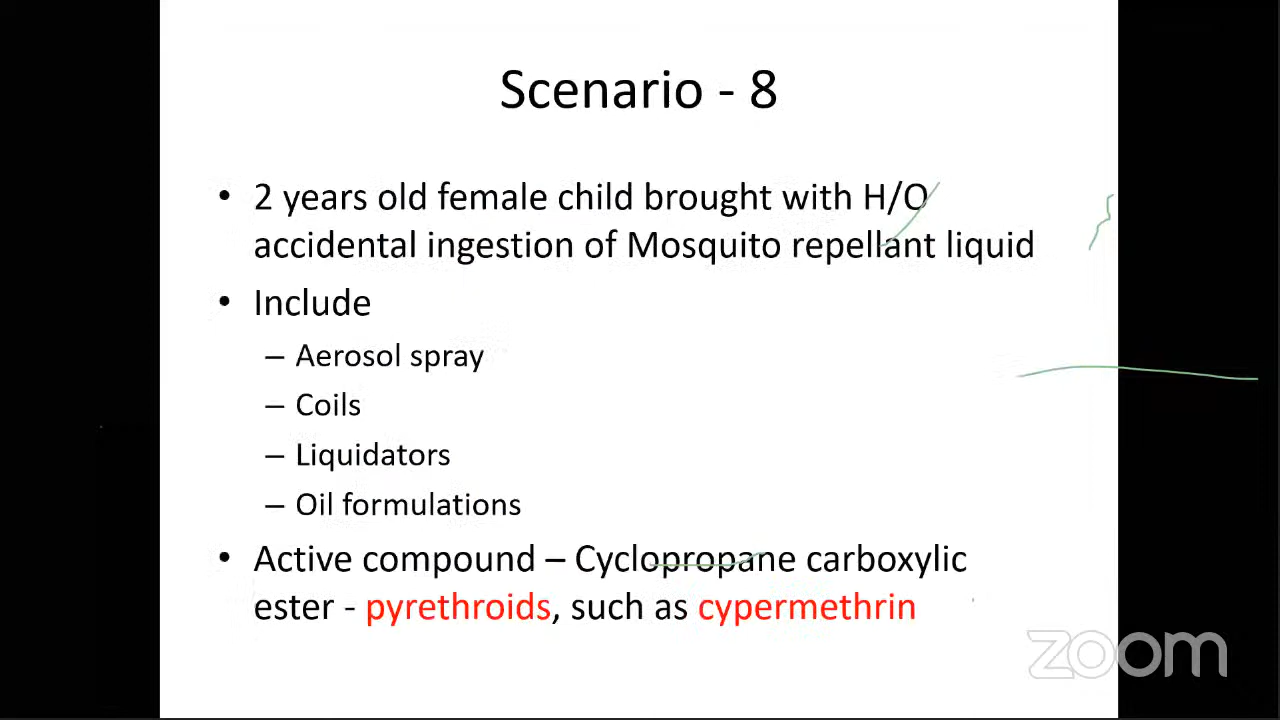 Scenario - 8
• 2 years old female child brought with H/O
accidental ingestion of Mosquito repellant liquid
• Include
– Aerosol spray
– Coils
– Liquidators
– Oil formulations
• Active compound – Cyclopropane carboxylic
ester - pyrethroids, such as cypermethrin
zoom